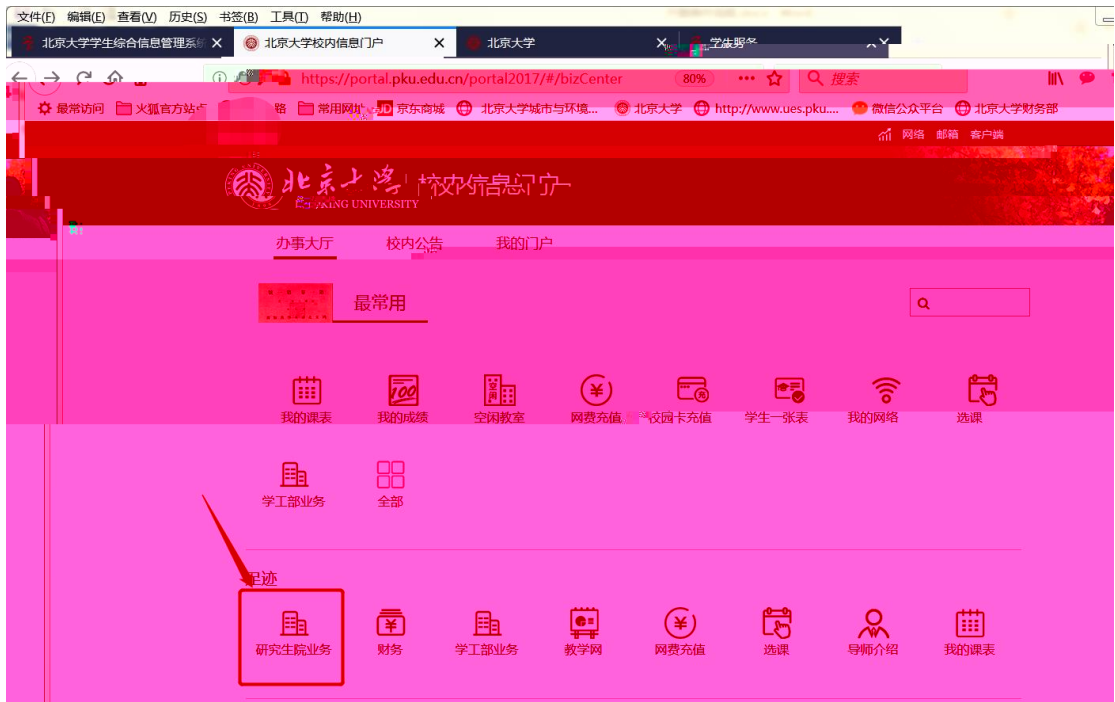 文件(F) 编辑(E) 查看(V) 历史(S) 书签(B) 工具(T) 帮助(H)
北京大学学生综合信息管理系统 北京大学校内信息门户 北京大学
https://portal.pku.edu.cn/portal2017/#/bizCenter 80% 搜索
最常访问 火狐官方站点 常用网址 JD 京东商城 北京大学城市与环境... 北京大学 http://www.ues.pku.... 微信公众平台 北京大学财务部
网络 邮箱 客户端
北京大学 校内信息门户
UNIVERSITY
办事大厅 校内公告 我的门户
最常用
我的课表 我的成绩 空闲教室 网费充值 校园卡充值 学生一张表 我的网络 选课
学工部业务 全部
足迹
研究生院业务 财务 学工部业务 教学网 网费充值 选课 导师介绍 我的课表